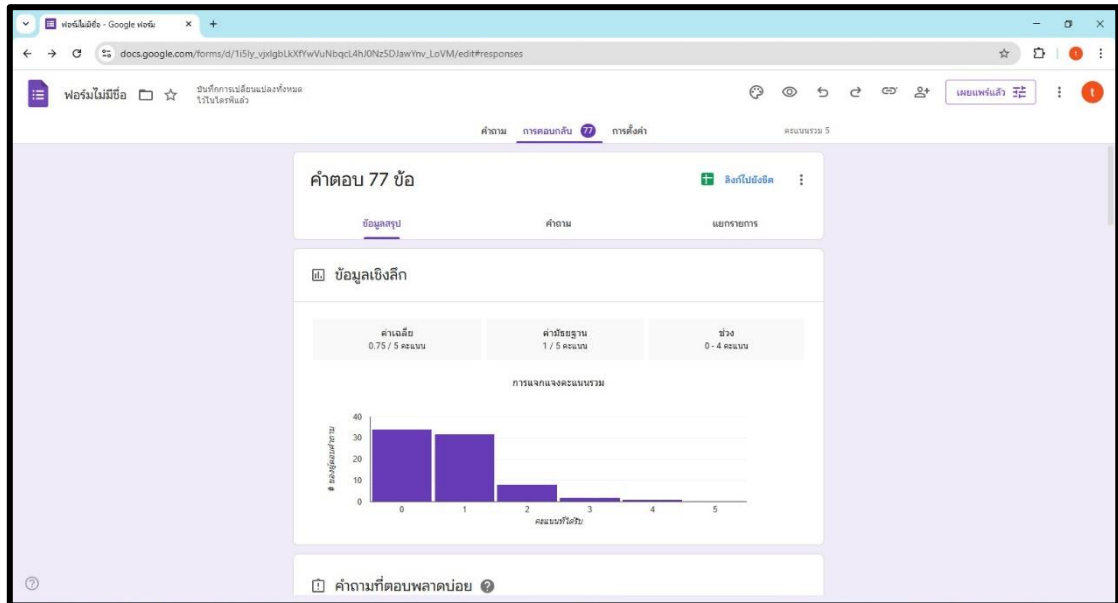 ฟอร์มไม่มีชื่อ - Google ฟอร์ม
docs.google.com/forms/d/1i5ly_vjxlgbLkXfYwVuNbqcL4hJ0Nz5DJawYnv_LoVM/edit#responses
ฟอร์มไม่มีชื่อ
บันทึกการเปลี่ยนแปลงทั้งหมด
ไว้ในไดรฟ์แล้ว
เผยแพร่แล้ว
t
คำถาม การตอบกลับ 77 การตั้งค่า
คะแนนรวม 5
คำตอบ 77 ข้อ
ลิงก์ไปยังชีต
ข้อมูลสรุป คำถาม แยกรายการ
ข้อมูลเชิงลึก
ค่าเฉลี่ย ค่ามัธยฐาน ช่วง
0.75 / 5 คะแนน 1 / 5 คะแนน 0 - 4 คะแนน
การแจกแจงคะแนนรวม
# ของผู้ตอบคำถาม
40
30
20
10
0
0 1 2 3 4 5
คะแนนที่ได้รับ
คำถามที่ตอบพลาดบ่อย